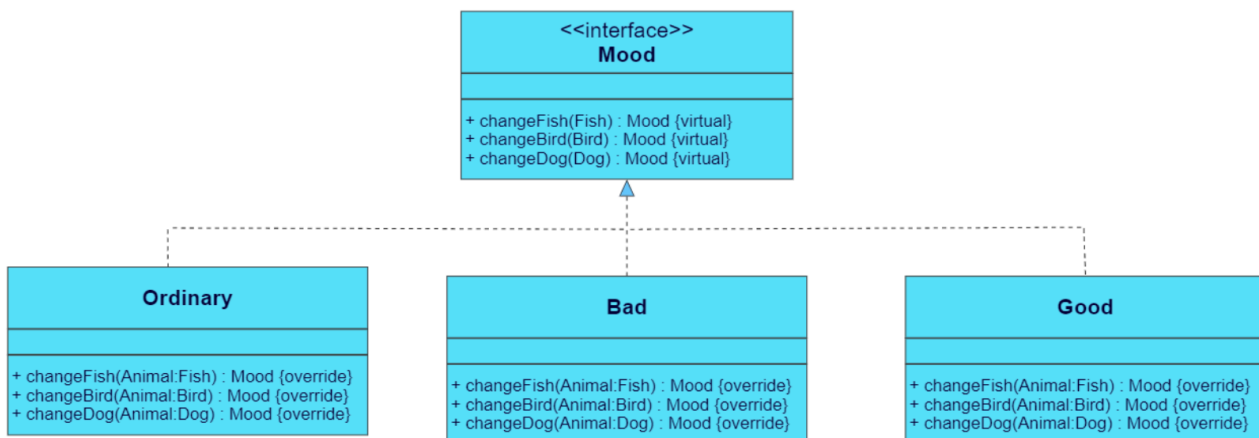 <<interface>>
Mood
+ changeFish(Fish) : Mood {virtual}
+ changeBird(Bird) : Mood {virtual}
+ changeDog(Dog) : Mood {virtual}
Ordinary
+ changeFish(Animal:Fish) : Mood {override}
+ changeBird(Animal:Bird) : Mood {override}
+ changeDog(Animal:Dog) : Mood {override}
Bad
+ changeFish(Animal:Fish) : Mood {override}
+ changeBird(Animal:Bird) : Mood {override}
+ changeDog(Animal:Dog) : Mood {override}
Good
+ changeFish(Animal:Fish) : Mood {override}
+ changeBird(Animal:Bird) : Mood {override}
+ changeDog(Animal:Dog) : Mood {override}